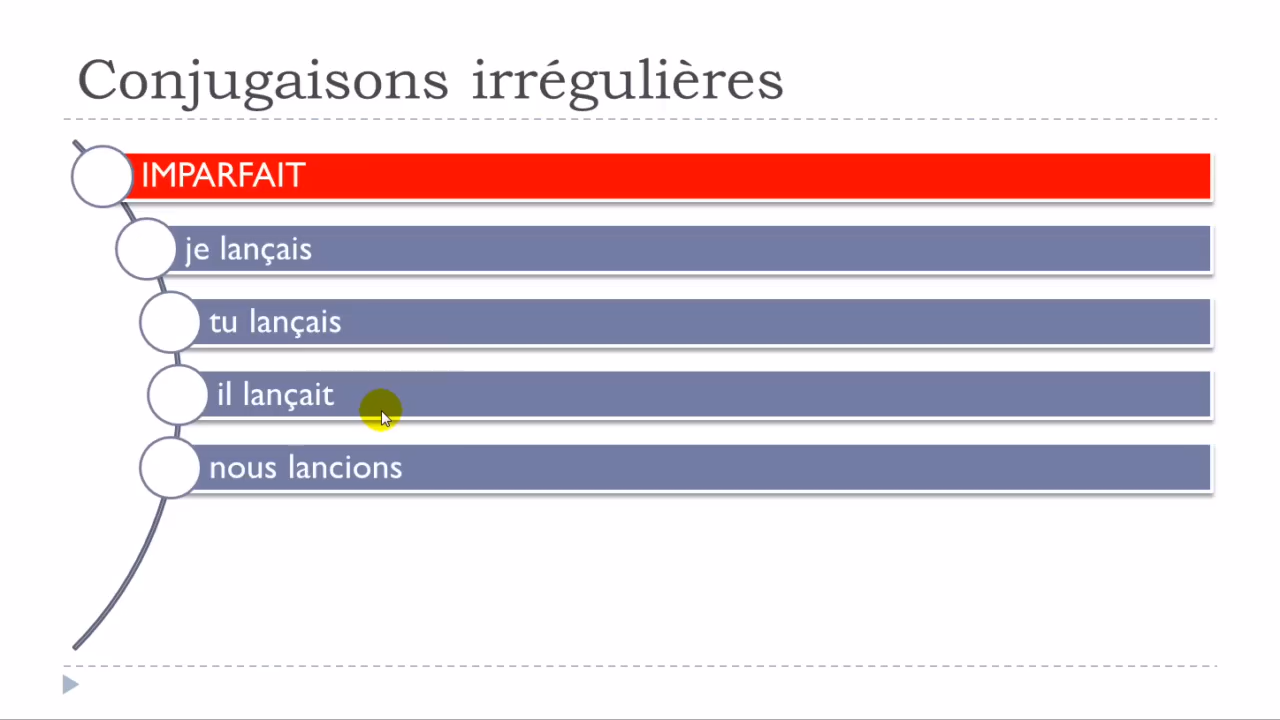 Conjugaisons irrégulières
IMPARFAIT
je lançais
tu lançais
il lançait
nous lancions